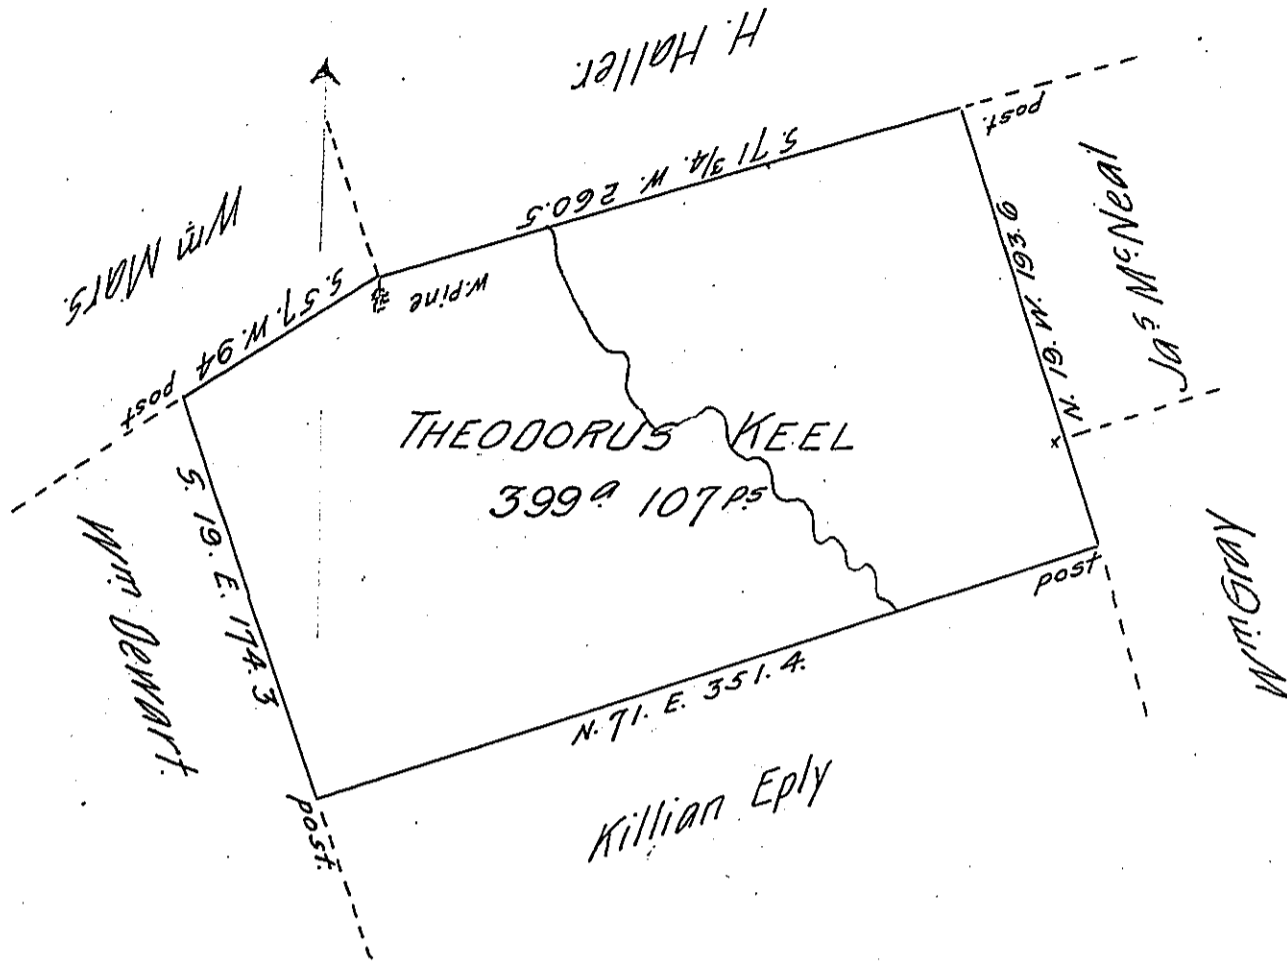 H. Haller.
Wm Mars.
S. 71 3/4. W. 260.5
post.
S. 57. W. 94
W.pine
post
N. 19. W. 193.6
Jas McNeal
x
THEODORUS KEEL
399a 107ps
S. 19. E. 174.3
Wm Dewart.
Wm Gray
post
N. 71. E. 351.4.
post.
Killian Eply